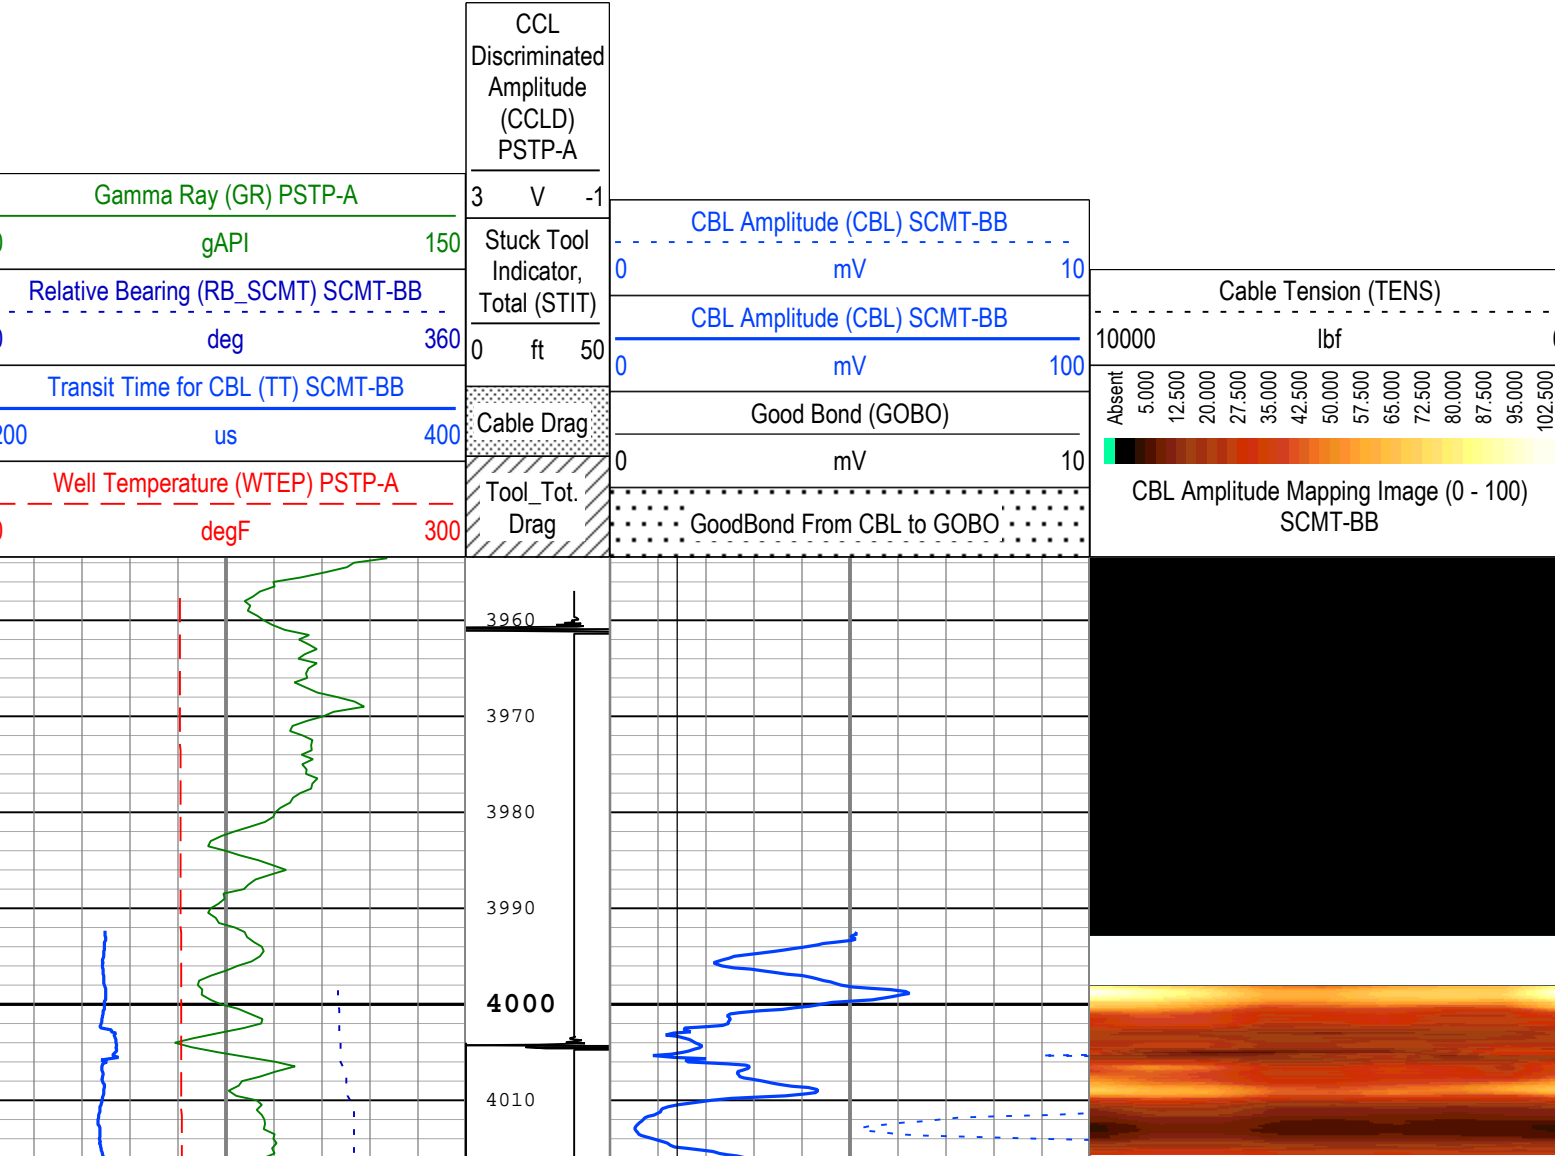 CCL
Discriminated
Amplitude
(CCLD)
PSTP-A
3 V -1
Stuck Tool
Indicator,
Total (STIT)
0 ft 50
Cable Drag
Tool_Tot.
Drag
Gamma Ray (GR) PSTP-A
gAPI 150
Relative Bearing (RB_SCMT) SCMT-BB
deg 360
Transit Time for CBL (TT) SCMT-BB
200 us 400
Well Temperature (WTEP) PSTP-A
degF 300
CBL Amplitude (CBL) SCMT-BB
0 mV 10
CBL Amplitude (CBL) SCMT-BB
0 mV 100
Good Bond (GOBO)
0 mV 10
GoodBond From CBL to GOBO
Cable Tension (TENS)
10000 lbf
Absent 5.000 12.500 20.000 27.500 35.000 42.500 50.000 57.500 65.000 72.500 80.000 87.500 95.000 102.500
CBL Amplitude Mapping Image (0 - 100)
SCMT-BB
3960
3970
3980
3990
4000
4010